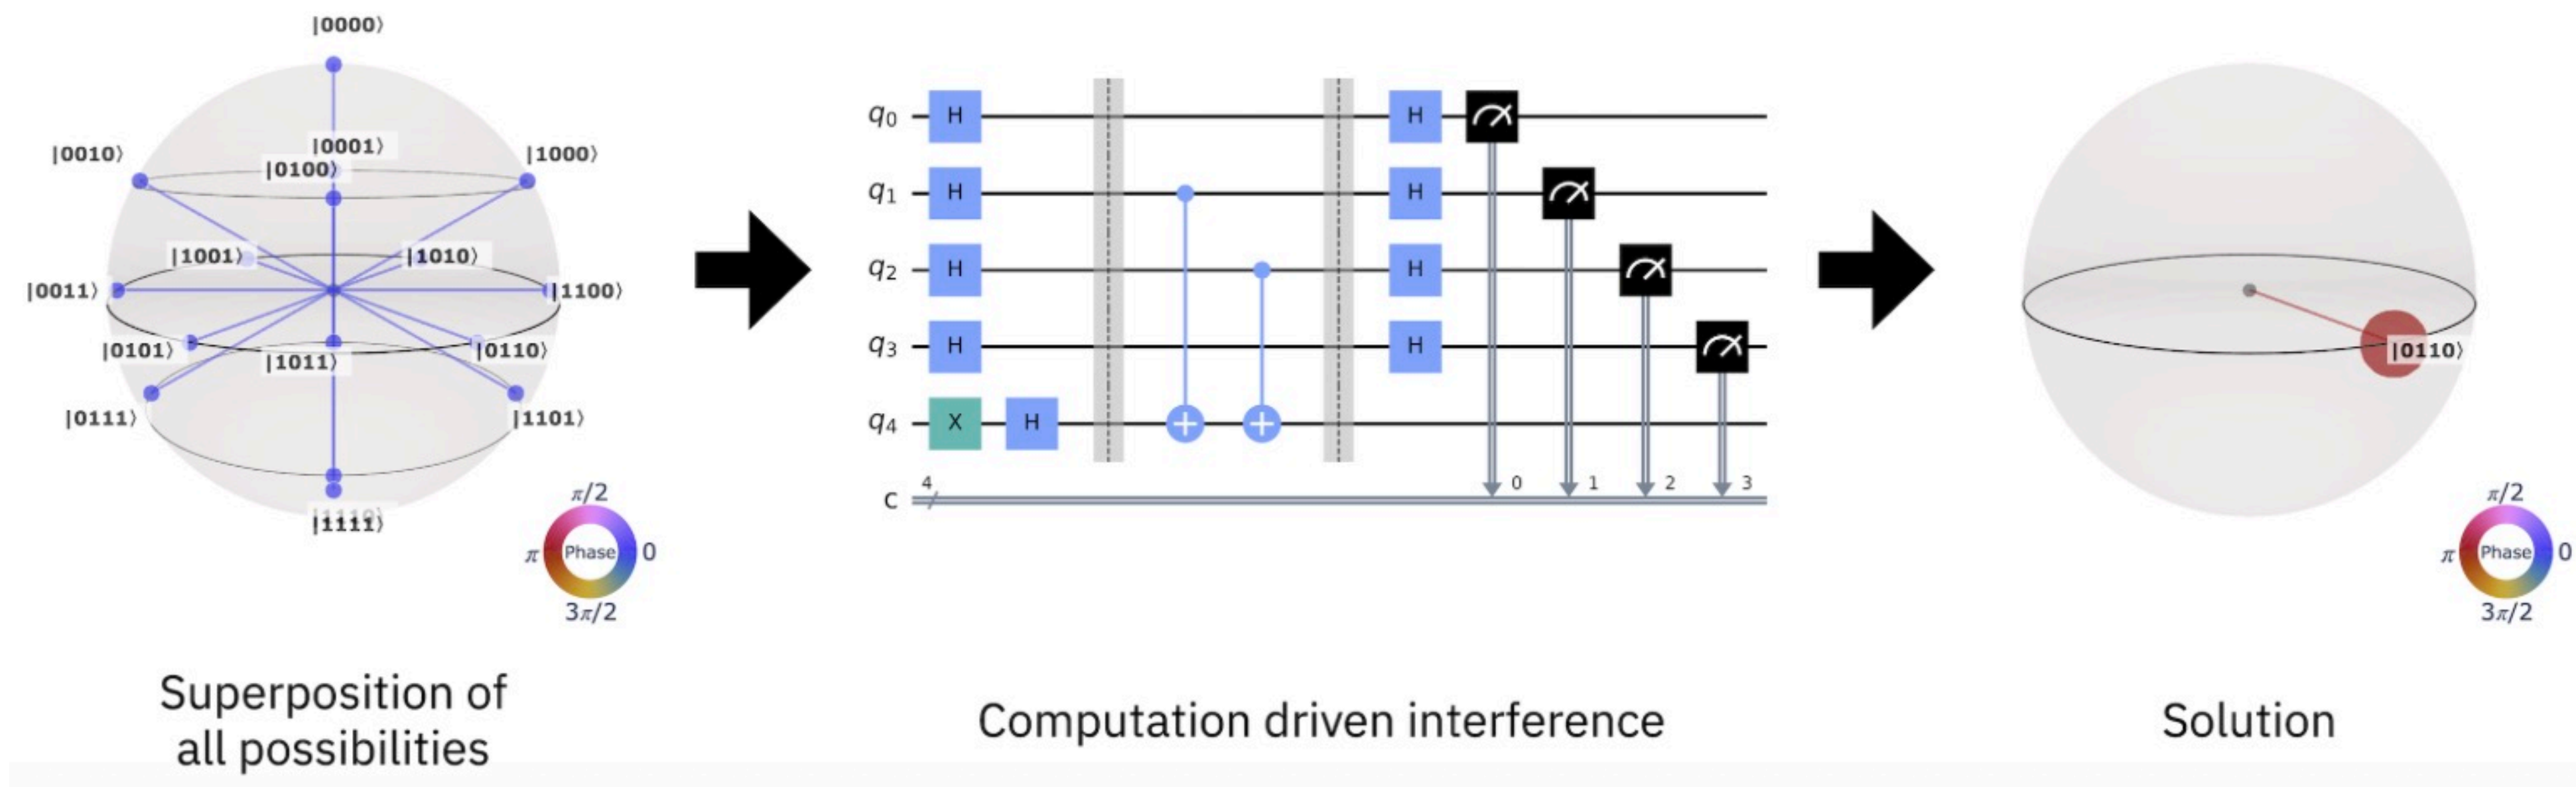 |0000⟩
|0010⟩
|0001⟩
|1000⟩
|0100⟩
|1001⟩
|1010⟩
|0011⟩
|1100⟩
|0101⟩
|1011⟩
|0110⟩
|0111⟩
|1101⟩
|1110⟩
|1111⟩
π/2
π
Phase
0
3π/2
Superposition of
all possibilities
q0 H H
q1 H H
q2 H H
q3 H H
q4 X H
4 0 1 2 3
c
Computation driven interference
|0110⟩
π/2
π
Phase
0
3π/2
Solution